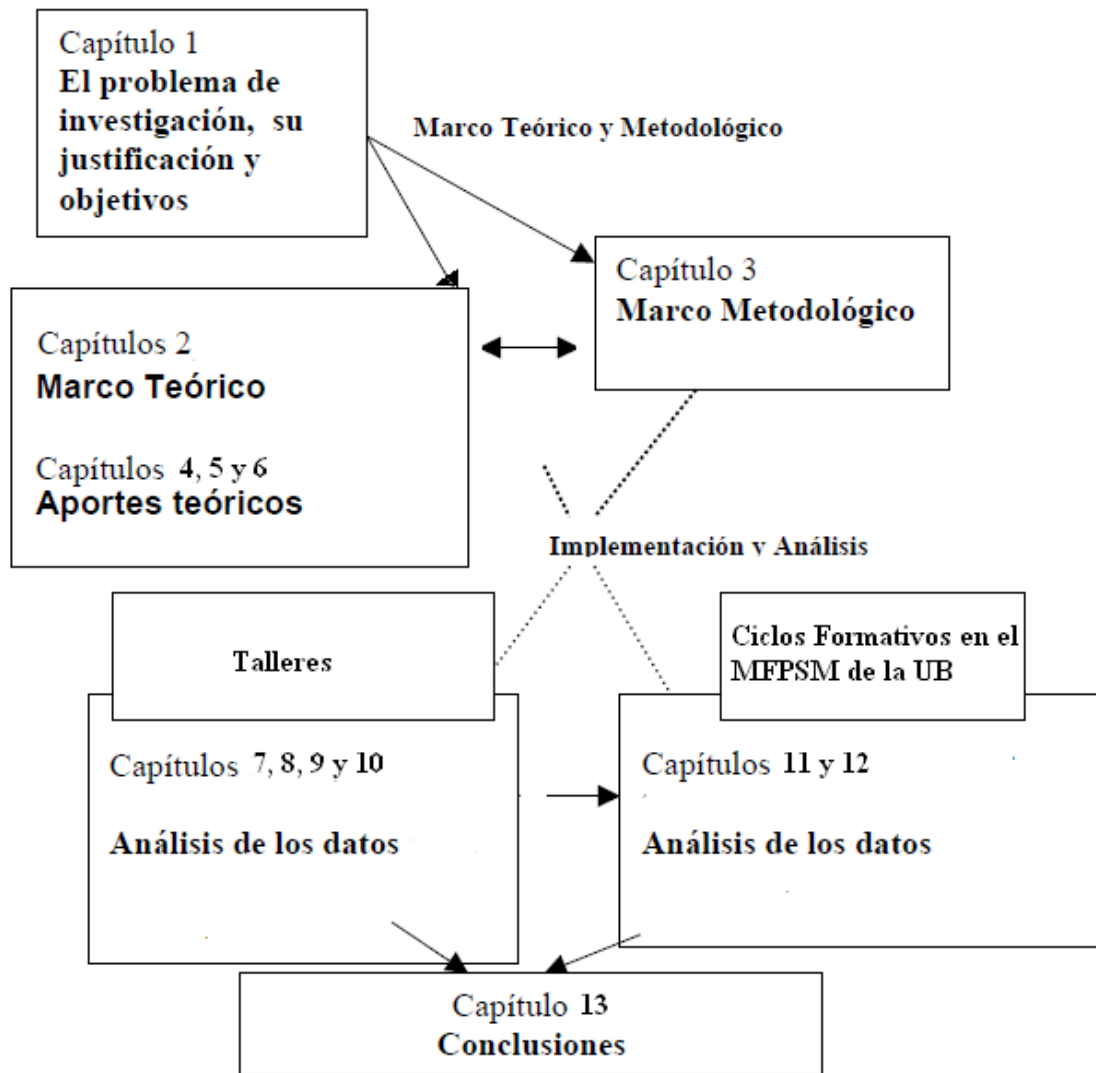 Capítulo 1
El problema de
investigación, su
justificación y
objetivos
Marco Teórico y Metodológico
Capítulo 3
Marco Metodológico
Capítulos 2
Marco Teórico
Capítulos 4, 5 y 6
Aportes teóricos
Implementación y Análisis
Talleres
Capítulos 7, 8, 9 y 10
Análisis de los datos
Ciclos Formativos en el
MFPSM de la UB
Capítulos 11 y 12
Análisis de los datos
Capítulo 13
Conclusiones